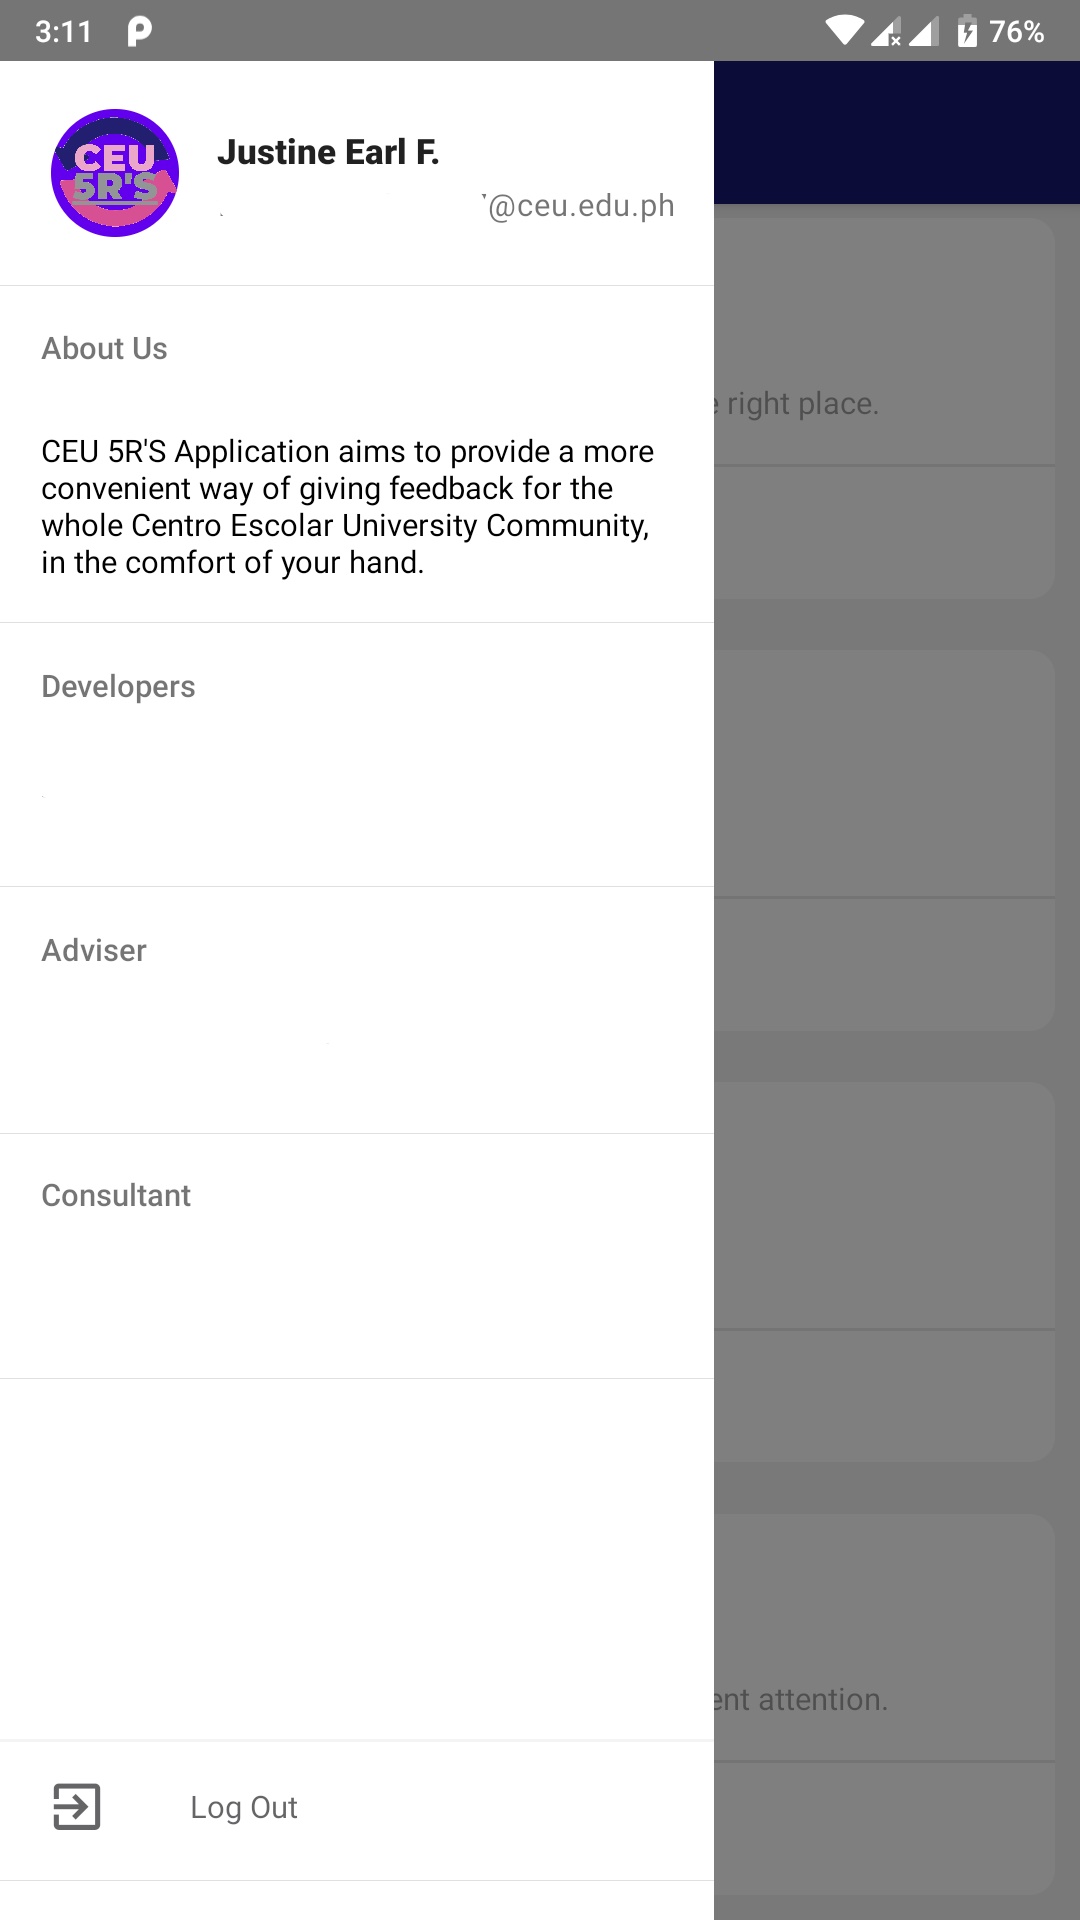 3:11
76%
CEU
5R'S
Justine Earl F.
@ceu.edu.ph
About Us
right place.
CEU 5R'S Application aims to provide a more
convenient way of giving feedback for the
whole Centro Escolar University Community,
in the comfort of your hand.
Developers
Adviser
Consultant
attention.
Log Out